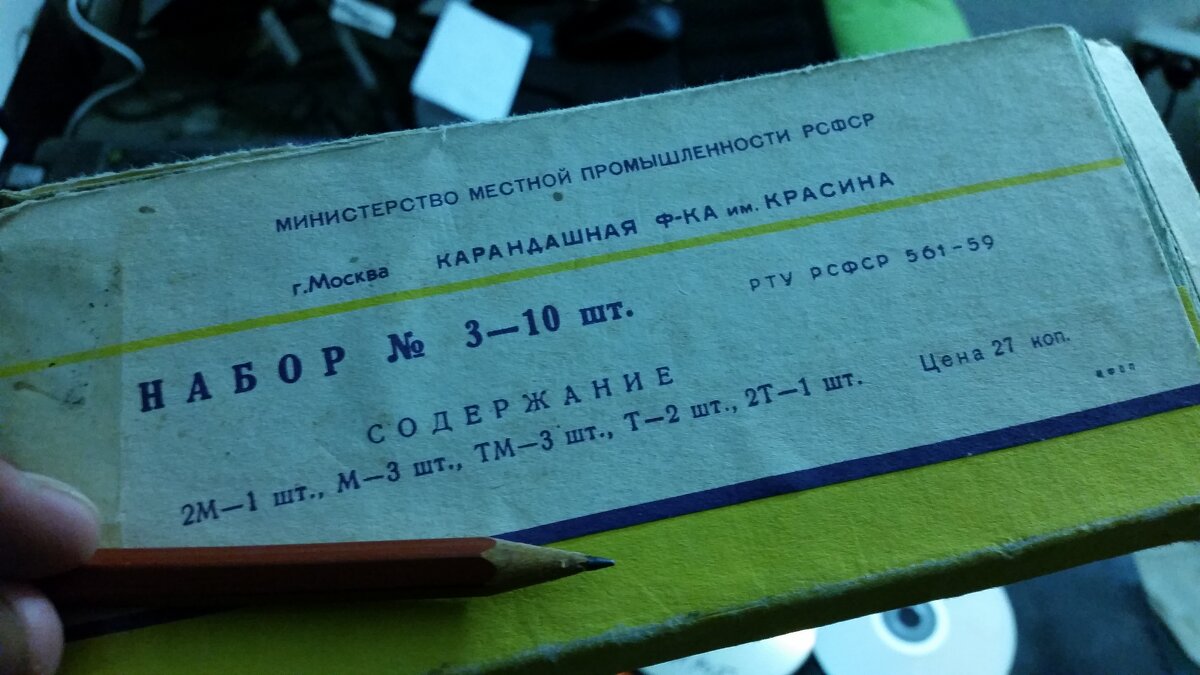 МИНИСТЕРСТВО МЕСТНОЙ ПРОМЫШЛЕННОСТИ РСФСР
г.Москва КАРАНДАШНАЯ Ф-КА им. КРАСИНА
НАБОР № 3—10 шт. РТУ РСФСР 561-59
СОДЕРЖАНИЕ
2М—1 шт., М—3 шт., ТМ—3 шт., Т—2 шт., 2Т—1 шт. Цена 27 коп.